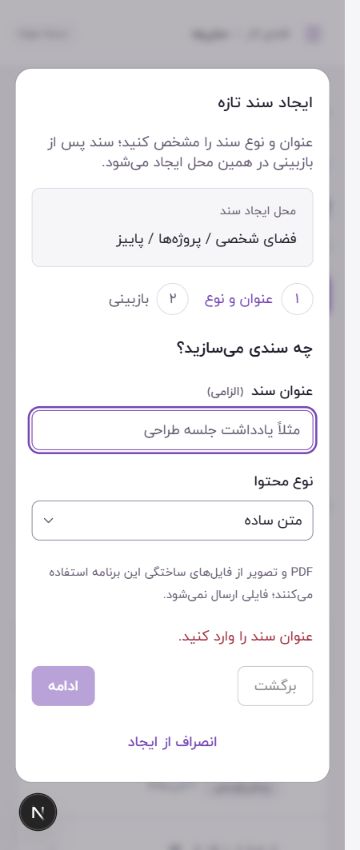 ایجاد سند تازه
عنوان و نوع سند را مشخص کنید؛ سند پس از
بازبینی در همین محل ایجاد می‌شود.
محل ایجاد سند
فضای شخصی / پروژه‌ها / پاییز
۱ عنوان و نوع ۲ بازبینی
چه سندی می‌سازید؟
عنوان سند (الزامی)
مثلاً یادداشت جلسه طراحی
نوع محتوا
متن ساده
PDF و تصویر از فایل‌های ساختگی این برنامه استفاده
می‌کنند؛ فایلی ارسال نمی‌شود.
عنوان سند را وارد کنید.
برگشت ادامه
انصراف از ایجاد
N